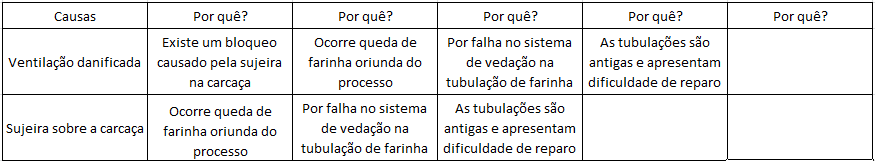 Causas Por quê? Por quê? Por quê? Por quê? Por quê?
Ventilação danificada
Existe um bloqueo
causado pela sujeira
na carcaça
Ocorre queda de
farinha oriunda do
processo
Por falha no sistema
de vedação na
tubulação de farinha
As tubulações são
antigas e apresentam
dificuldade de reparo
Sujeira sobre a carcaça
Ocorre queda de
farinha oriunda do
processo
Por falha no sistema
de vedação na
tubulação de farinha
As tubulações são
antigas e apresentam
dificuldade de reparo